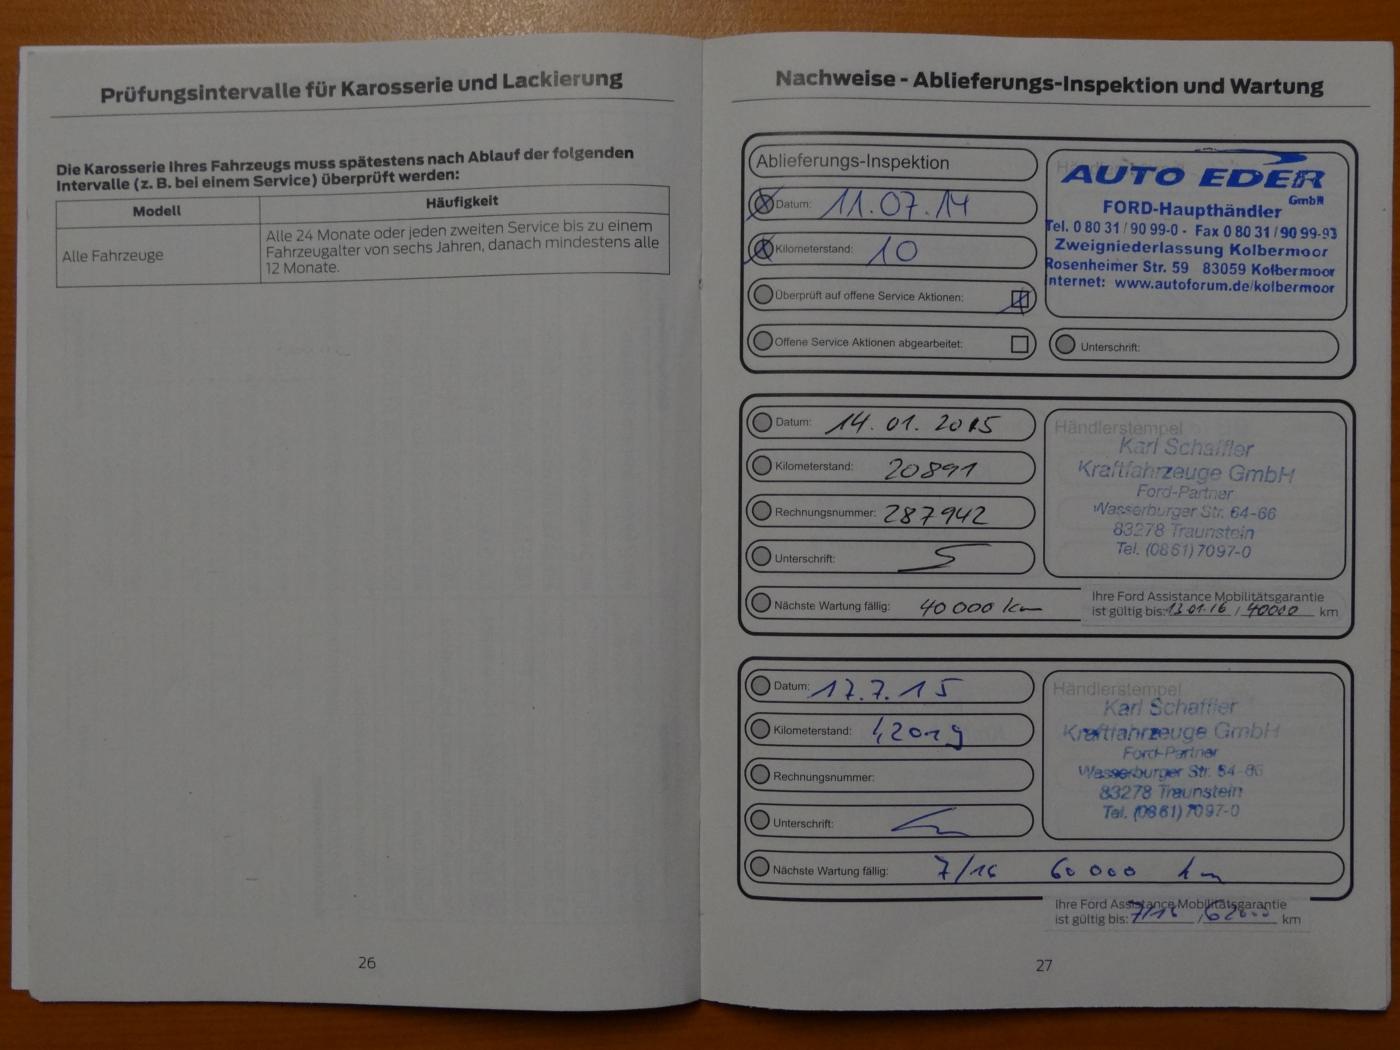 Prüfungsintervalle für Karosserie und Lackierung
Die Karosserie Ihres Fahrzeugs muss spätestens nach Ablauf der folgenden
Intervalle (z. B. bei einem Service) überprüft werden:
Modell Häufigkeit
Alle Fahrzeuge
Alle 24 Monate oder jeden zweiten Service bis zu einem
Fahrzeugalter von sechs Jahren, danach mindestens alle
12 Monate.
26
Nachweise - Ablieferungs-Inspektion und Wartung
Ablieferungs-Inspektion
Datum: 11.07.14
Kilometerstand: 10
Überprüft auf offene Service Aktionen:
Offene Service Aktionen abgearbeitet:
AUTO EDER
GmbH
FORD-Haupthändler
Tel. 0 80 31 / 90 99-0 - Fax 0 80 31 / 90 99-93
Zweigniederlassung Kolbermoor
Rosenheimer Str. 59 83059 Kolbermoor
Internet: www.autoforum.de/kolbermoor
Unterschrift:
Datum: 14.01.2015
Kilometerstand: 20891
Rechnungsnummer: 287942
Unterschrift:
Nächste Wartung fällig: 40 000 km
Händlerstempel
Karl Schaffler
Kraftfahrzeuge GmbH
Ford-Partner
Wasserburger Str. 64-66
83278 Traunstein
Tel. (0861) 7097-0
Ihre Ford Assistance Mobilitätsgarantie
ist gültig bis: 13.01.16 / 40000 km
Datum: 17.7.15
Kilometerstand:
Rechnungsnummer:
Unterschrift:
Nächste Wartung fällig: 7/16 60000 km
Händlerstempel
Karl Schaffler
Kraftfahrzeuge GmbH
Ford-Partner
Wasserburger Str.
83278 Traunstein
Tel. (0861) 7097-0
Ihre Ford Assistance Mobilitätsgarantie
ist gültig bis: 7/16 / km
27